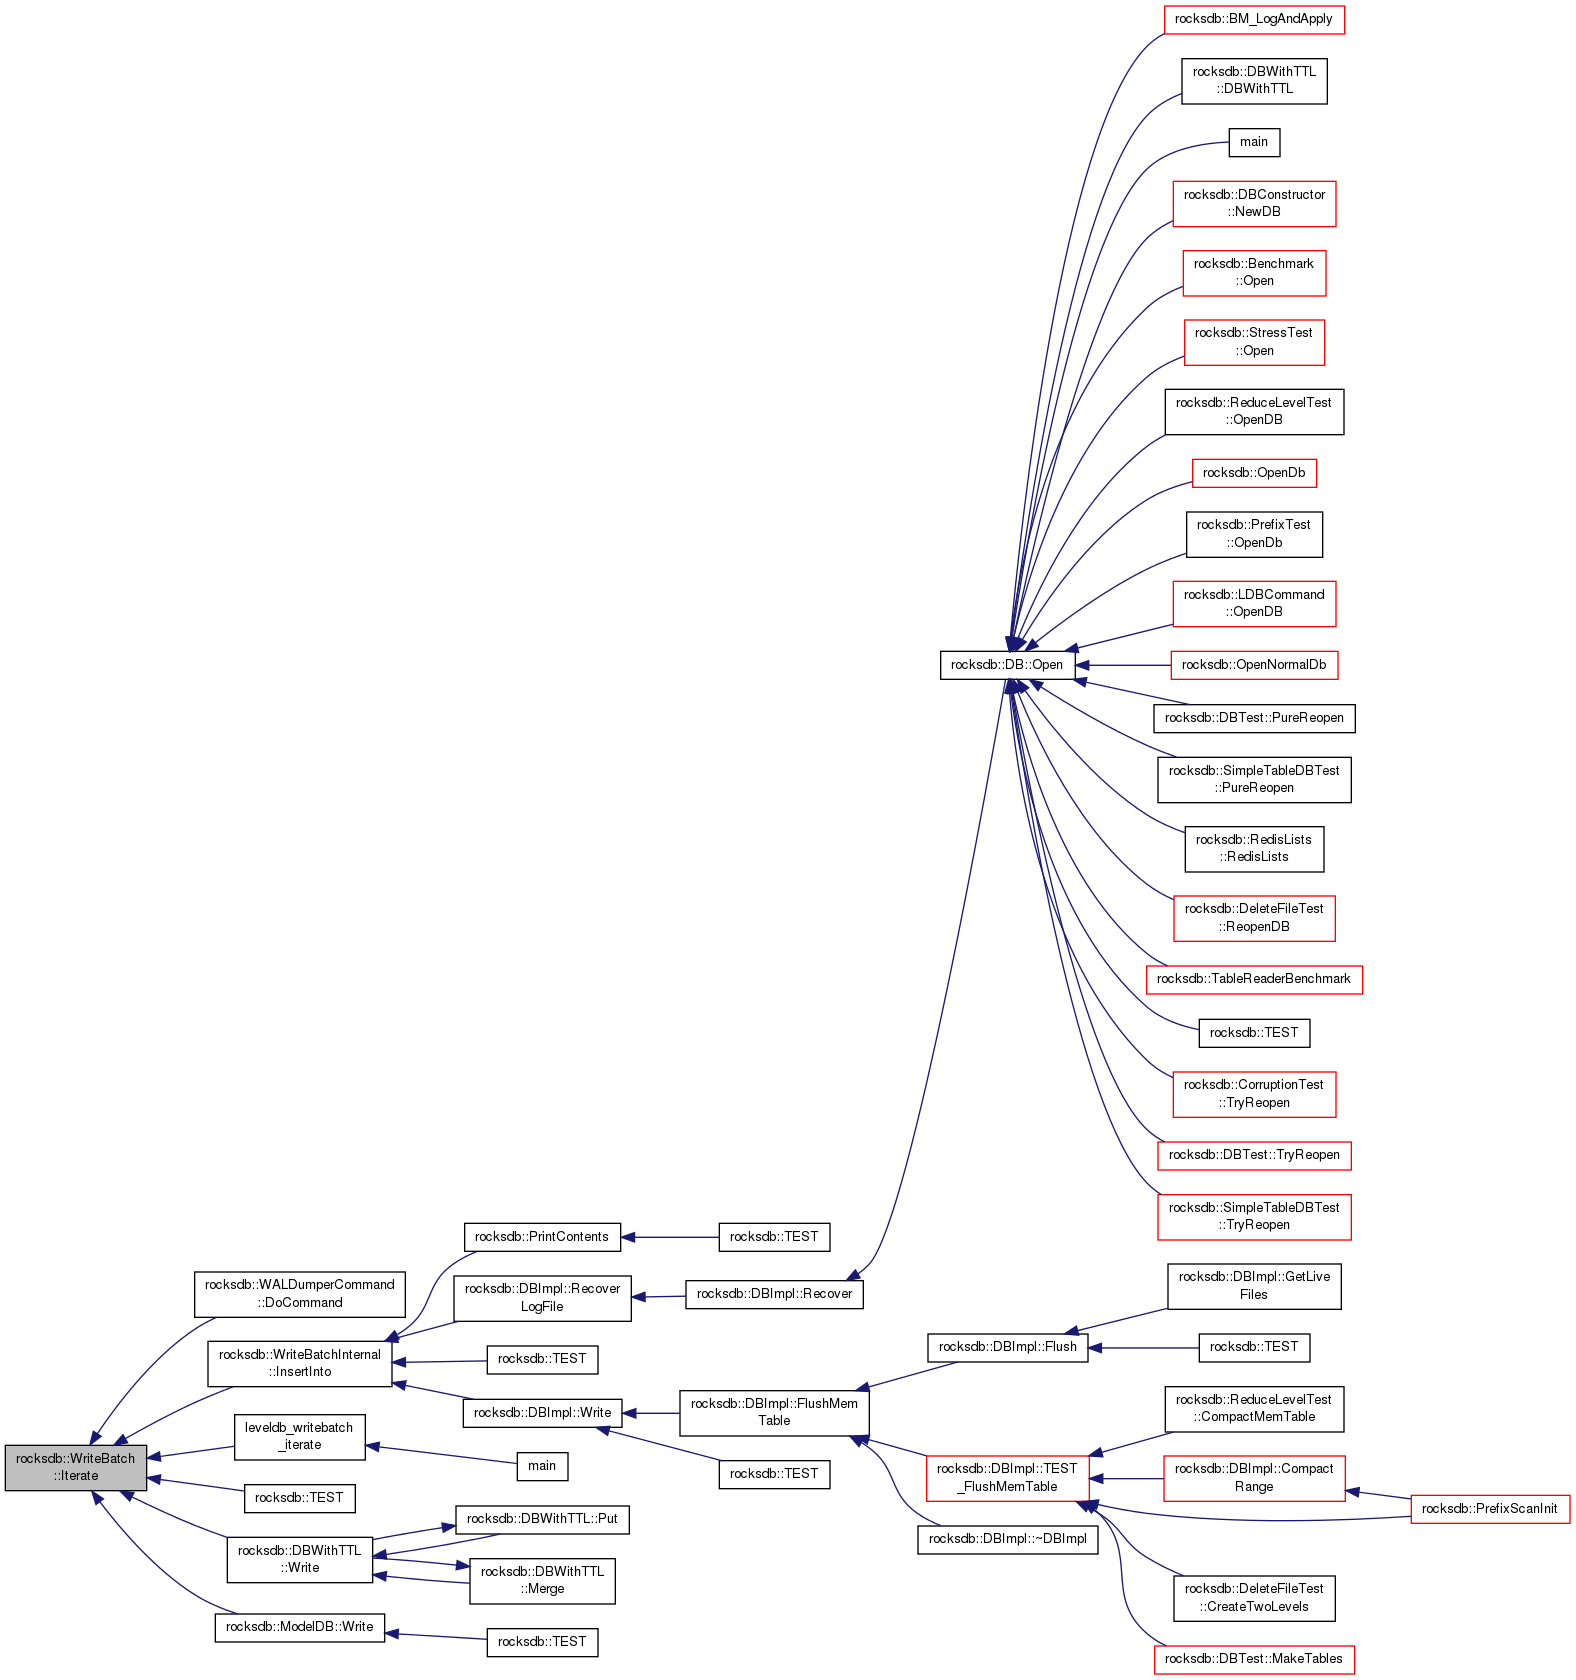 rocksdb::BM_LogAndApply
rocksdb::DBWithTTL
::DBWithTTL
main
rocksdb::DBConstructor
::NewDB
rocksdb::Benchmark
::Open
rocksdb::StressTest
::Open
rocksdb::ReduceLevelTest
::OpenDB
rocksdb::OpenDb
rocksdb::PrefixTest
::OpenDb
rocksdb::LDBCommand
::OpenDB
rocksdb::DB::Open
rocksdb::OpenNormalDb
rocksdb::DBTest::PureReopen
rocksdb::SimpleTableDBTest
::PureReopen
rocksdb::RedisLists
::RedisLists
rocksdb::DeleteFileTest
::ReopenDB
rocksdb::TableReaderBenchmark
rocksdb::TEST
rocksdb::CorruptionTest
::TryReopen
rocksdb::DBTest::TryReopen
rocksdb::SimpleTableDBTest
::TryReopen
rocksdb::PrintContents
rocksdb::TEST
rocksdb::WALDumperCommand
::DoCommand
rocksdb::DBImpl::Recover
LogFile
rocksdb::DBImpl::Recover
rocksdb::DBImpl::GetLive
Files
rocksdb::WriteBatchInternal
::InsertInto
rocksdb::TEST
rocksdb::DBImpl::Flush
rocksdb::TEST
rocksdb::DBImpl::Write
rocksdb::DBImpl::FlushMem
Table
rocksdb::ReduceLevelTest
::CompactMemTable
leveldb_writebatch
_iterate
main
rocksdb::TEST
rocksdb::DBImpl::TEST
_FlushMemTable
rocksdb::DBImpl::Compact
Range
rocksdb::PrefixScanInit
rocksdb::WriteBatch
::Iterate
rocksdb::TEST
rocksdb::DBWithTTL::Put
rocksdb::DBImpl::~DBImpl
rocksdb::DBWithTTL
::Write
rocksdb::DBWithTTL
::Merge
rocksdb::DeleteFileTest
::CreateTwoLevels
rocksdb::ModelDB::Write
rocksdb::TEST
rocksdb::DBTest::MakeTables